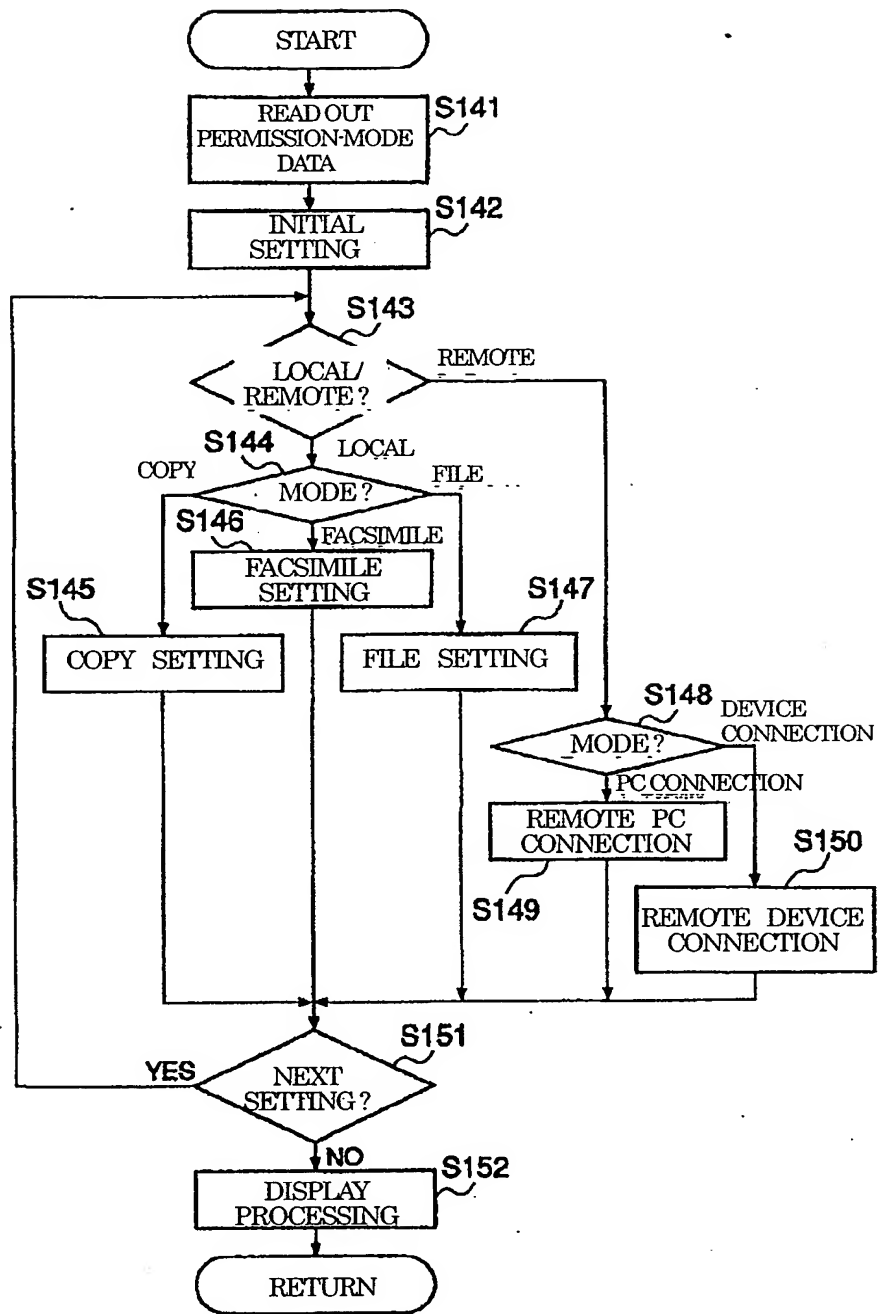 START
READ OUT
PERMISSION-MODE
DATA
S141
INITIAL
SETTING
S142
S143
LOCAL/
REMOTE?
REMOTE
LOCAL
S144
COPY
MODE?
FILE
S146
FACSIMILE
FACSIMILE
SETTING
S145
COPY SETTING
S147
FILE SETTING
S148
MODE?
DEVICE
CONNECTION
PC CONNECTION
REMOTE PC
CONNECTION
S149
S150
REMOTE DEVICE
CONNECTION
S151
YES
NEXT
SETTING?
NO
S152
DISPLAY
PROCESSING
RETURN